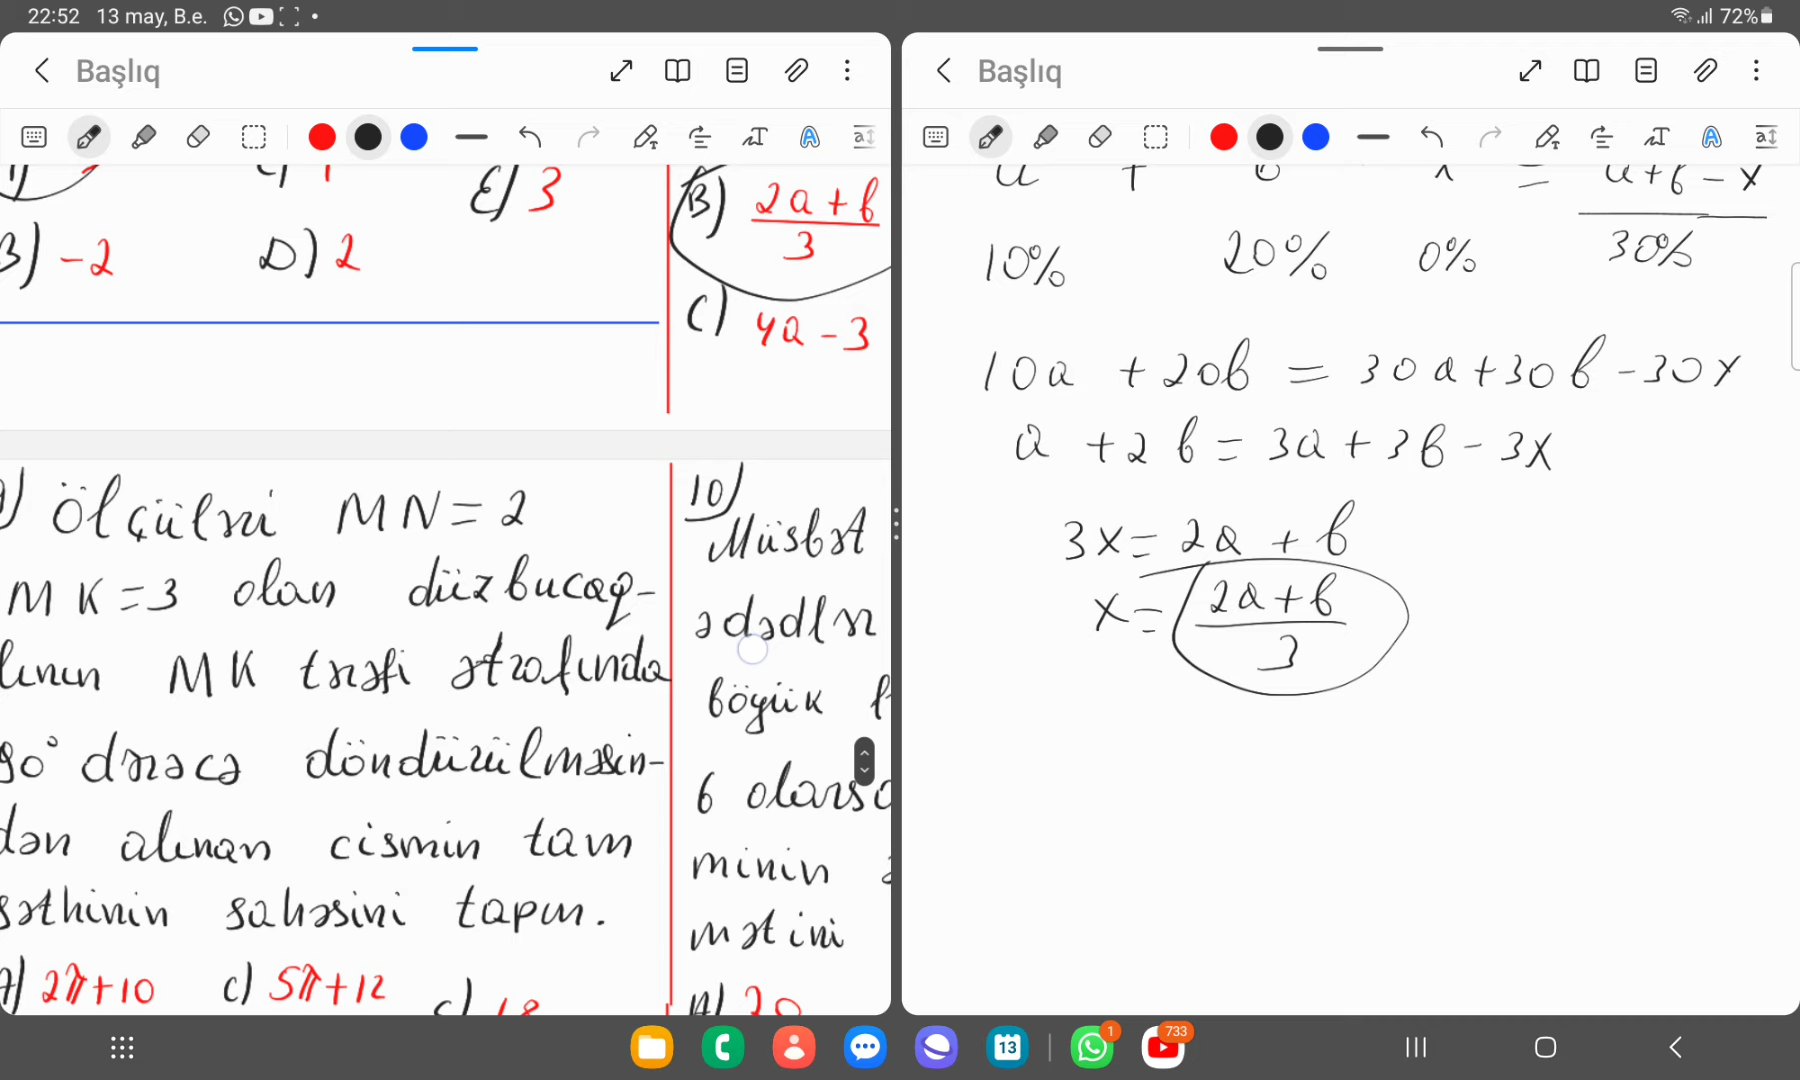 22:52 13 may, B.e. 72%
Başlıq
E) 3
B) -2 D) 2
B) 2a+b
3
C) 4a-3
ölçüləri MN=2
MK=3 olan düzbucaq-
lının MK tərəfi ətrafında
90° dərəcə döndürülməsin-
dən alınan cismin tam
səthinin sahəsini tapın.
A) 2π+10 C) 5π+12
10)
Müsbət
ədədlər
böyük
6 olarsa
minin
mətini
A) 20
Başlıq
a + b x = a+b-x
10% 20% 0% 30%
10a +20b = 30a+30b-30x
a +2b = 3a+3b-3x
3x= 2a + b
x= 2a+b
3
13 1 733